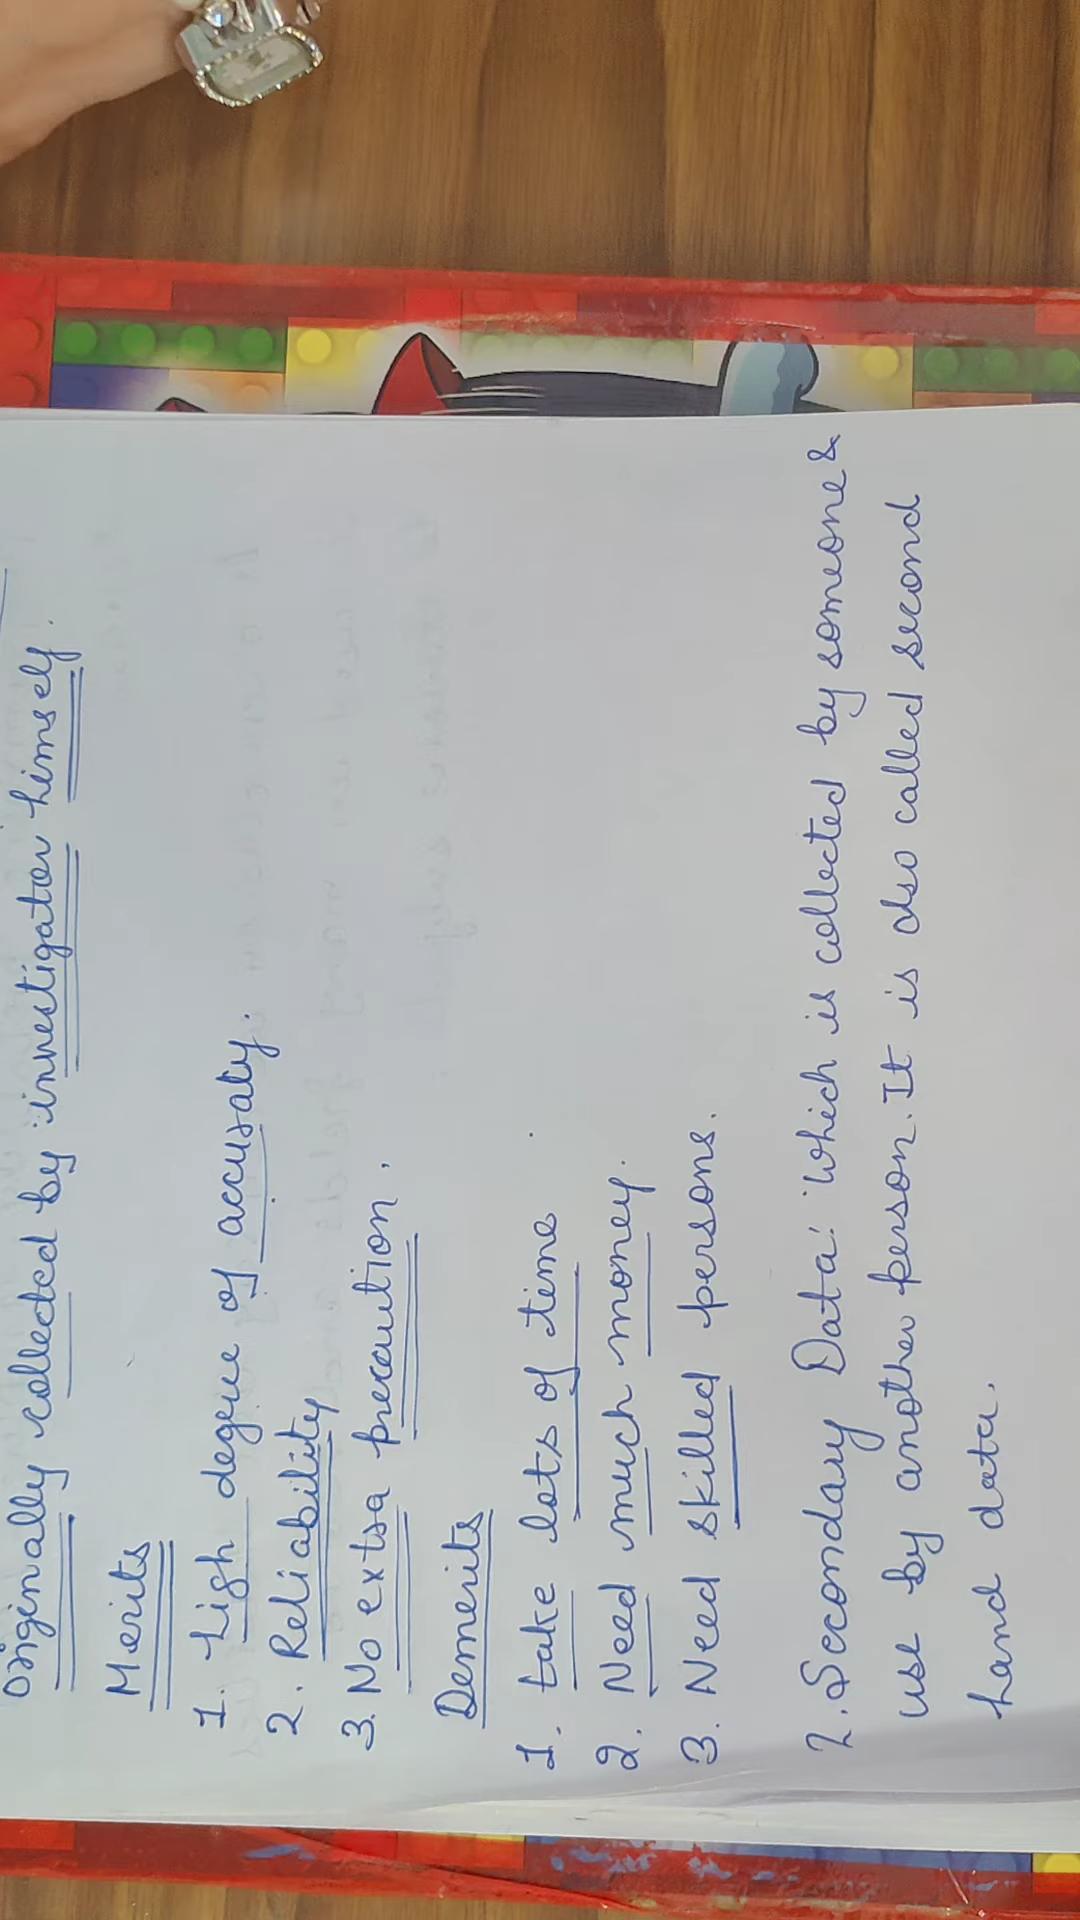 originally collected by investigator himself.
Merits
1. high degree of accuraty.
2. Reliability
3. No extra precaution.
Demerits
1. take lots of time
2. Need much money.
3. Need skilled persons.
2. Secondary Data: Which is collected by someone &
use by another person. It is also called second
hand data.